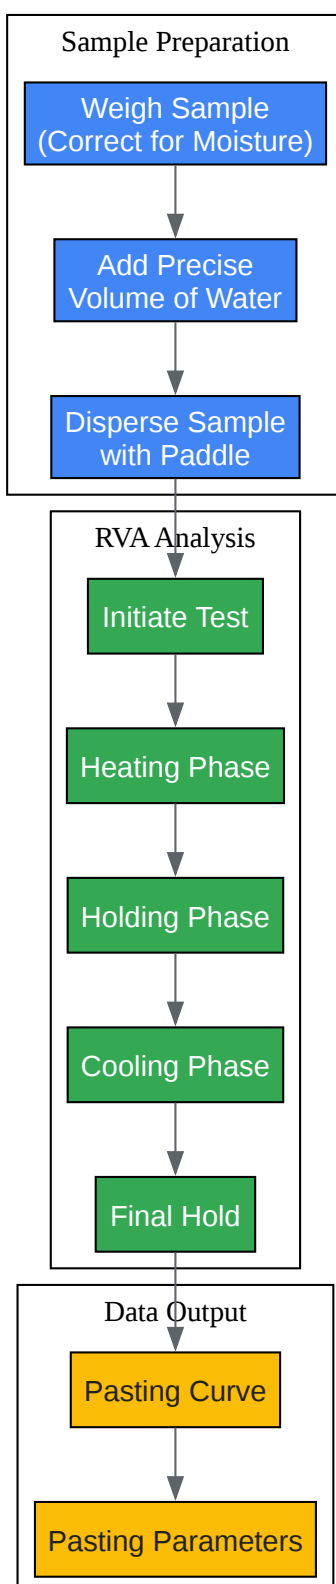 Sample Preparation
Weigh Sample
(Correct for Moisture)
Add Precise
Volume of Water
Disperse Sample
with Paddle
RVA Analysis
Initiate Test
Heating Phase
Holding Phase
Cooling Phase
Final Hold
Data Output
Pasting Curve
Pasting Parameters